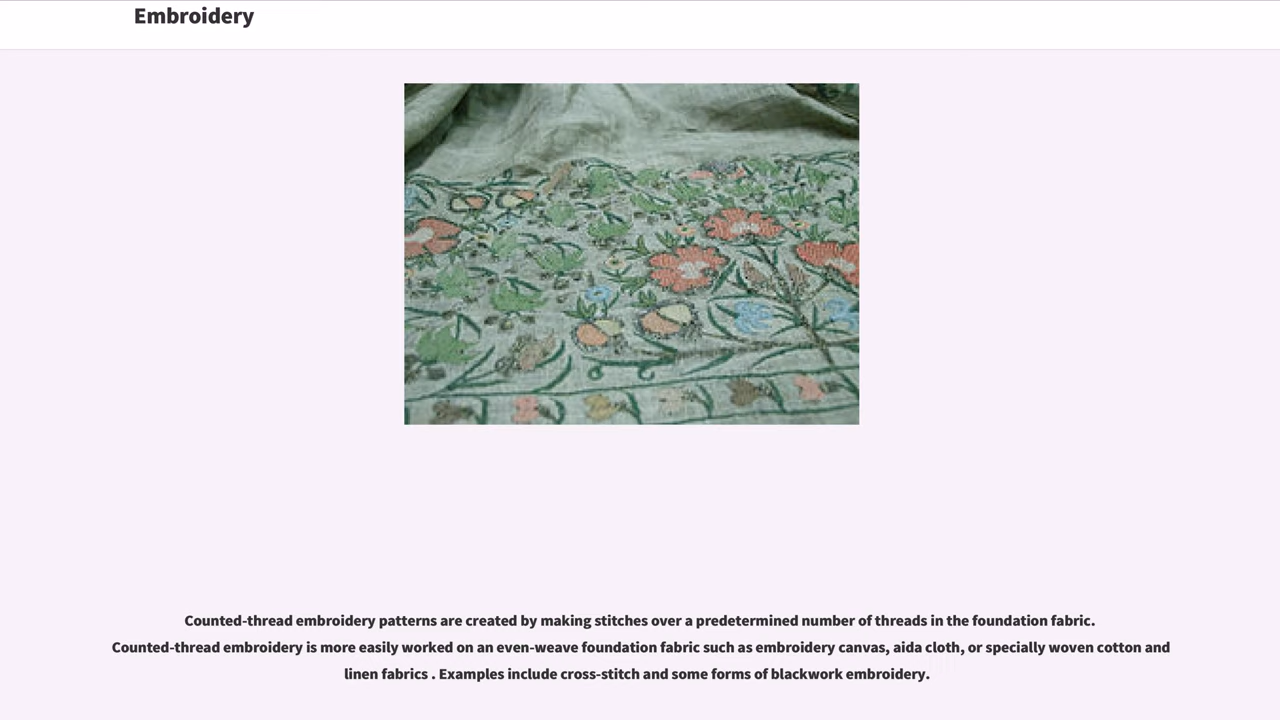 Embroidery
Counted-thread embroidery patterns are created by making stitches over a predetermined number of threads in the foundation fabric.
Counted-thread embroidery is more easily worked on an even-weave foundation fabric such as embroidery canvas, aida cloth, or specially woven cotton and
linen fabrics . Examples include cross-stitch and some forms of blackwork embroidery.